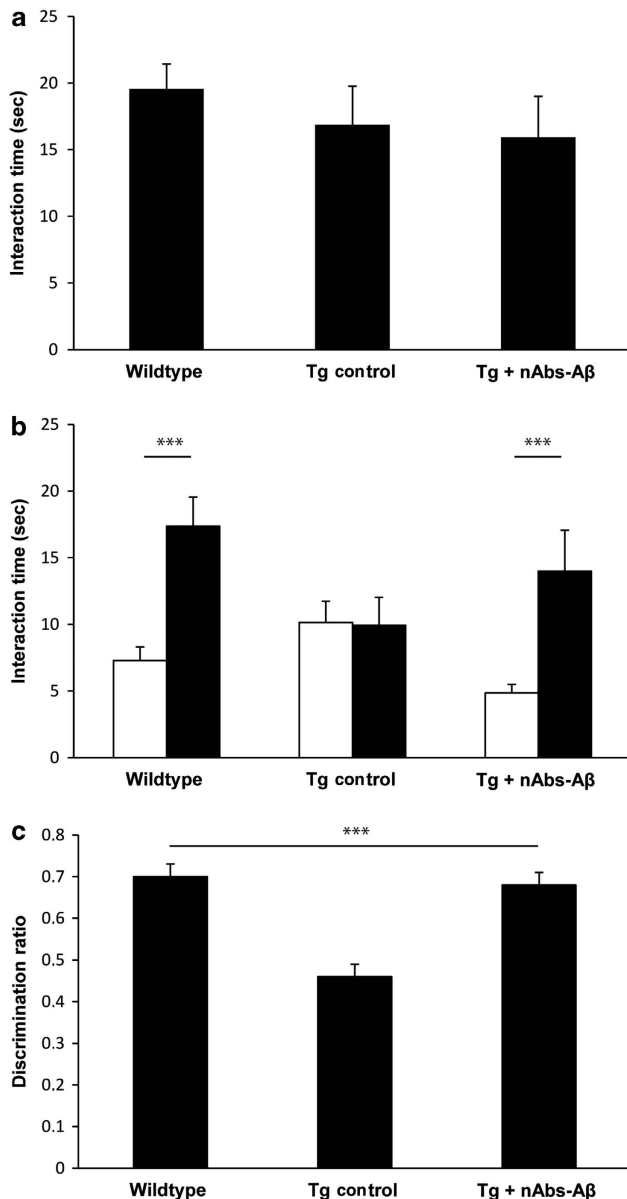 a
25
20
15
10
5
0
Interaction time (sec)
Wildtype Tg control Tg + nAbs-Aβ
b
25
20
15
10
5
0
Interaction time (sec)
*** ***
Wildtype Tg control Tg + nAbs-Aβ
c
0.8
0.7
0.6
0.5
0.4
0.3
0.2
0.1
0
Discrimination ratio
***
Wildtype Tg control Tg + nAbs-Aβ